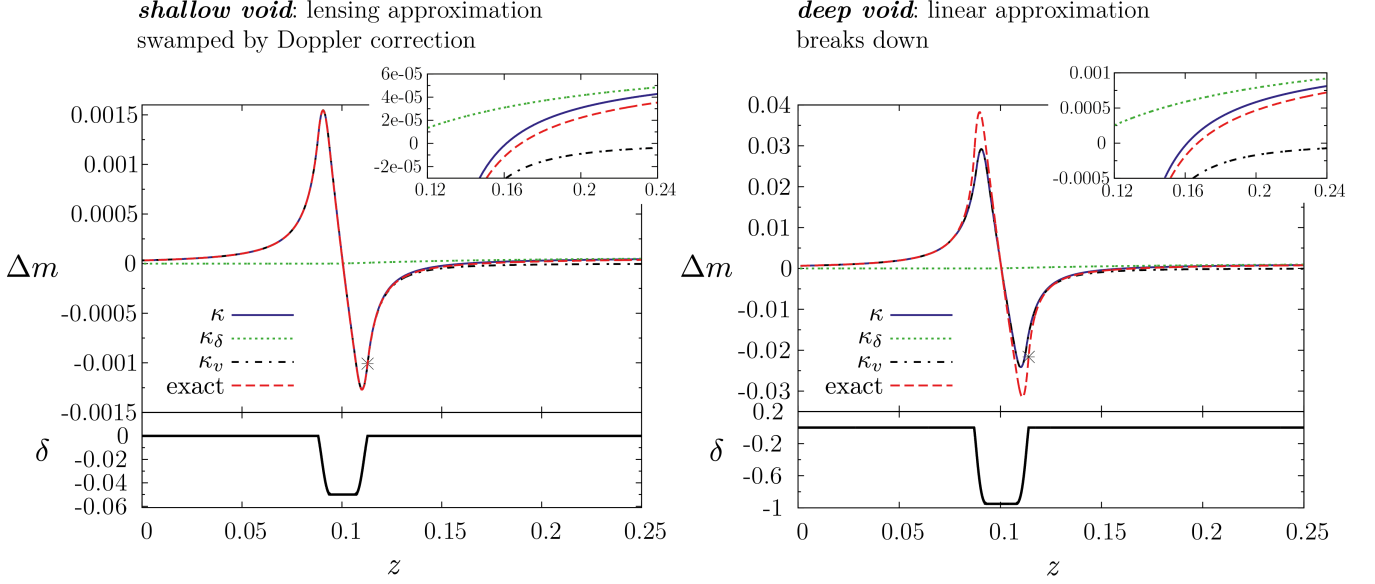 shallow void: lensing approximation
swamped by Doppler correction
6e-05
4e-05
2e-05
0
-2e-05
0.12
0.16
0.2
0.24
0.0015
0.001
0.0005
0
-0.0005
-0.001
-0.0015
Δm
κ
κδ
κv
exact
0
-0.02
-0.04
-0.06
δ
0
0.05
0.1
0.15
0.2
0.25
z
deep void: linear approximation
breaks down
0.001
0.0005
0
-0.0005
0.12
0.16
0.2
0.24
0.04
0.03
0.02
0.01
0
-0.01
-0.02
-0.03
Δm
κ
κδ
κv
exact
0.2
-0.2
-0.6
-1
δ
0
0.05
0.1
0.15
0.2
0.25
z